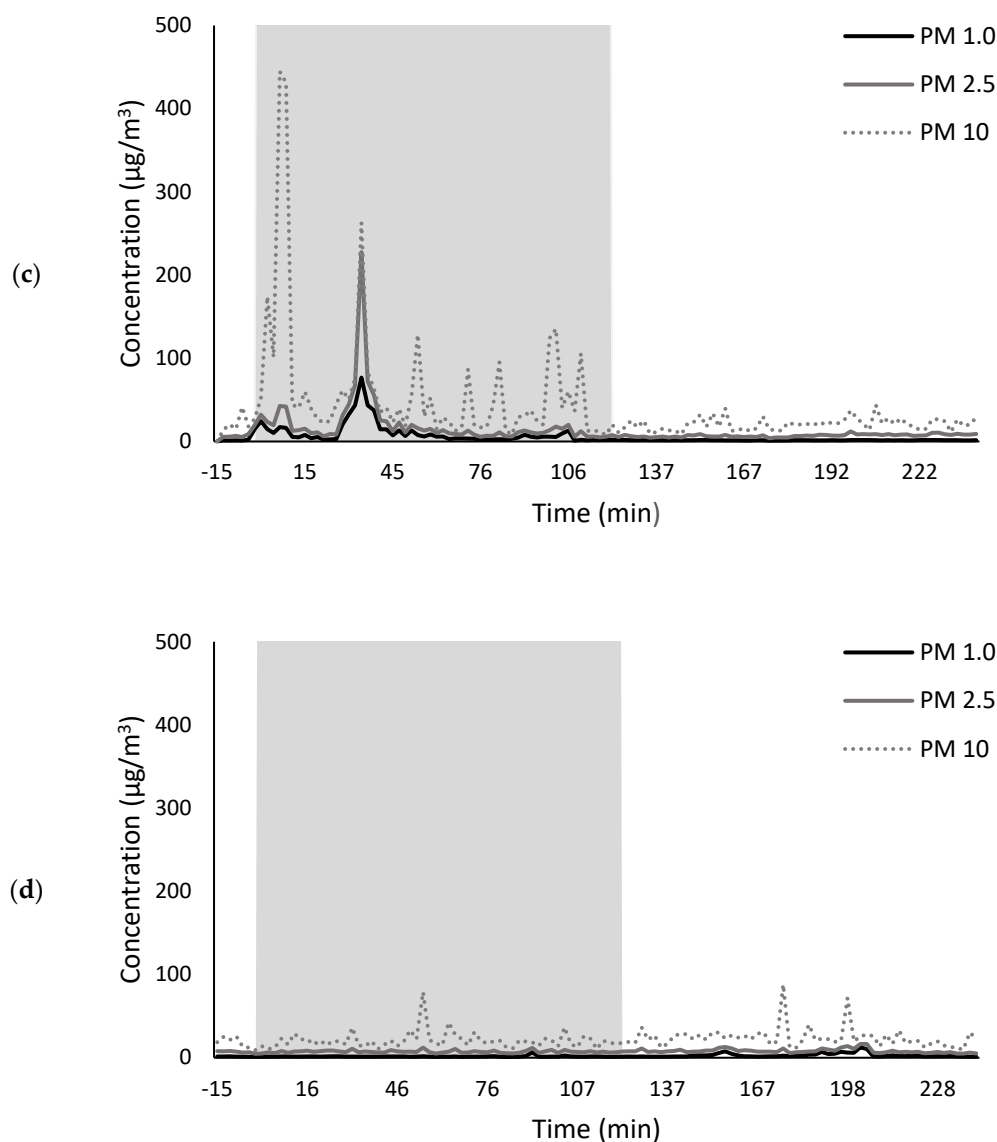 (c)
Concentration (µg/m³)
500
400
300
200
100
0
-15 15 45 76 106 137 167 192 222
Time (min)
PM 1.0
PM 2.5
PM 10
(d)
Concentration (µg/m³)
500
400
300
200
100
0
-15 16 46 76 107 137 167 198 228
Time (min)
PM 1.0
PM 2.5
PM 10